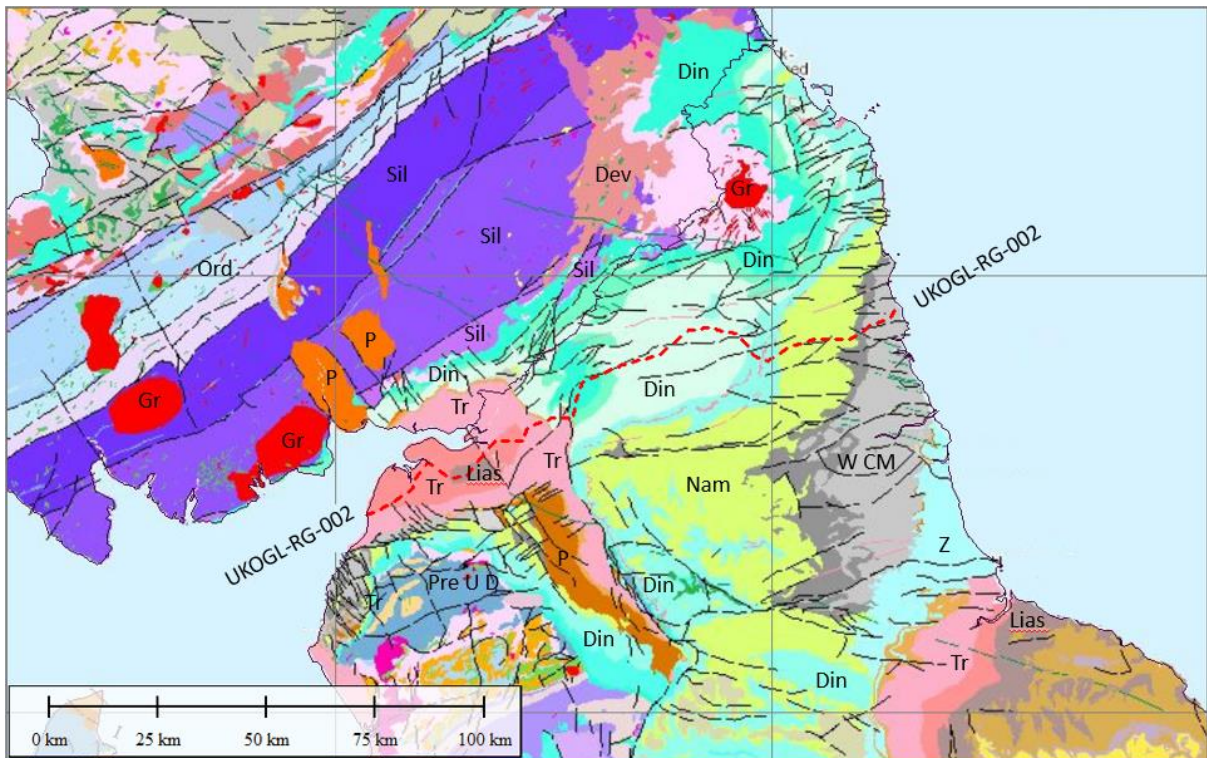 Din
ked
Sil
Dev
Gr
Sil
UKOGL-RG-002
Ord
Sil
Din
P
Sil
P
Din
Din
Gr
Tr
Gr
W CM
Tr
Lias
Tr
Nam
UKOGL-RG-002
Z
P
Pre U D
Din
Tr
Lias
Din
Tr
Din
0 km 25 km 50 km 75 km 100 km